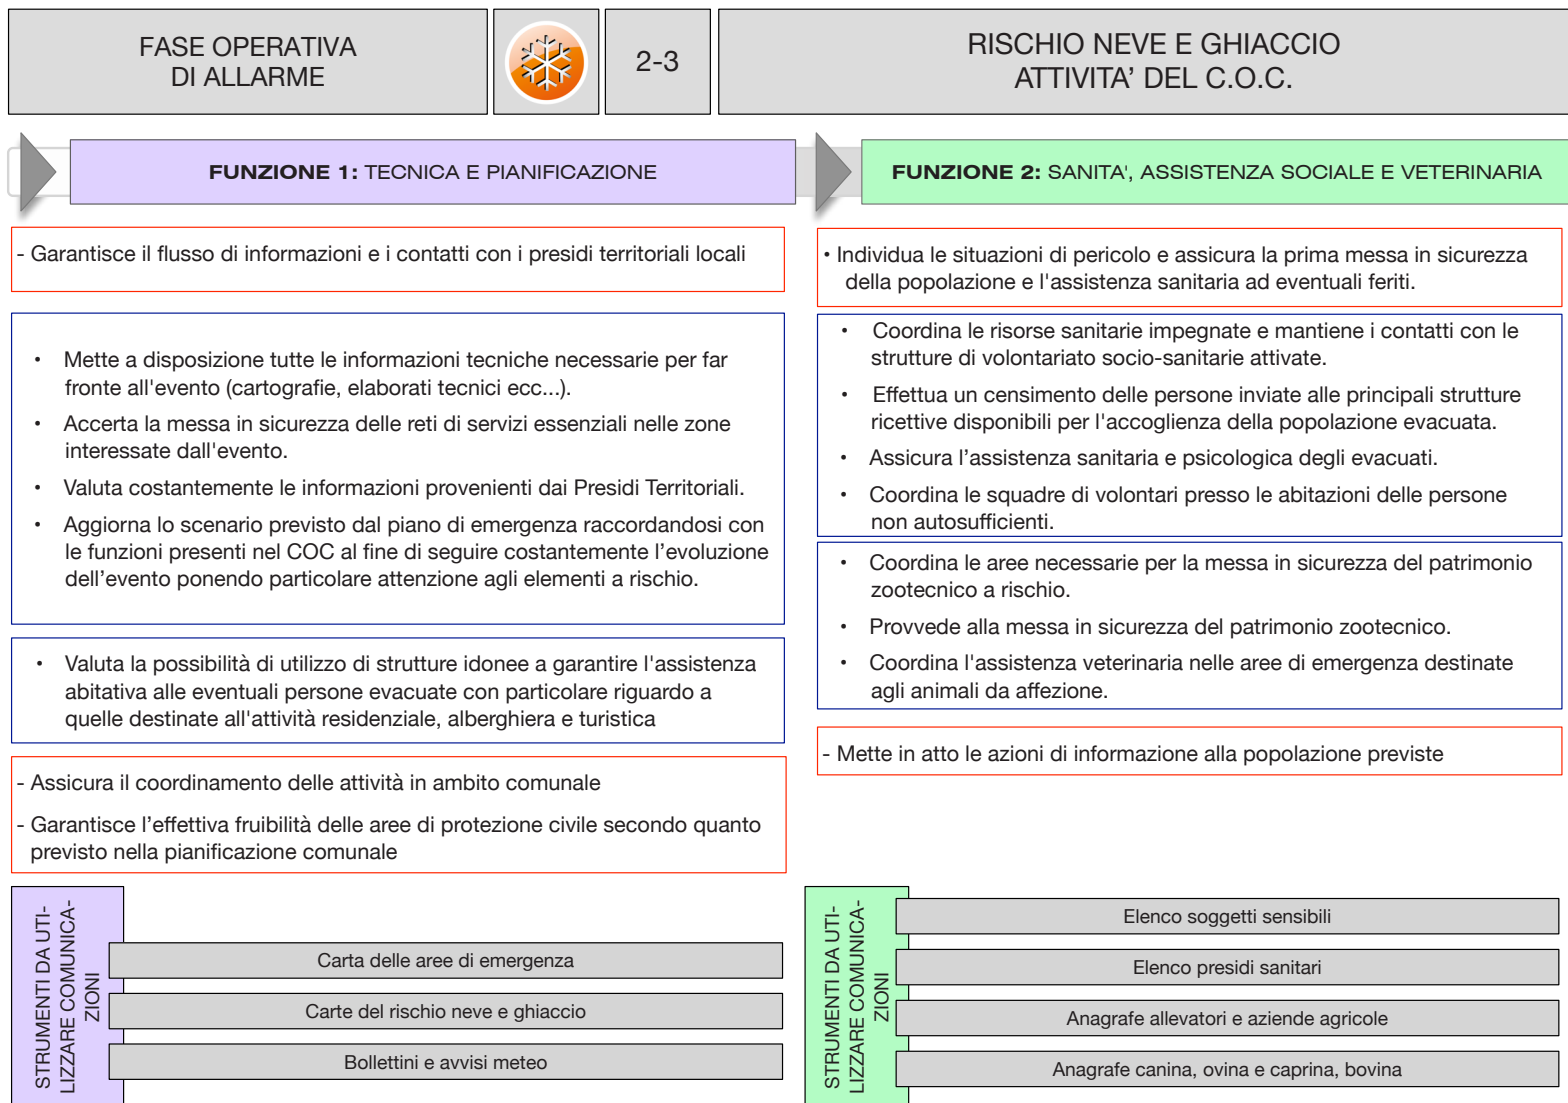 FASE OPERATIVA
DI ALLARME
2-3
RISCHIO NEVE E GHIACCIO
ATTIVITA’ DEL C.O.C.
FUNZIONE 1: TECNICA E PIANIFICAZIONE
- Garantisce il flusso di informazioni e i contatti con i presidi territoriali locali
• Mette a disposizione tutte le informazioni tecniche necessarie per far
fronte all'evento (cartografie, elaborati tecnici ecc...).
• Accerta la messa in sicurezza delle reti di servizi essenziali nelle zone
interessate dall'evento.
• Valuta costantemente le informazioni provenienti dai Presidi Territoriali.
• Aggiorna lo scenario previsto dal piano di emergenza raccordandosi con
le funzioni presenti nel COC al fine di seguire costantemente l’evoluzione
dell’evento ponendo particolare attenzione agli elementi a rischio.
• Valuta la possibilità di utilizzo di strutture idonee a garantire l'assistenza
abitativa alle eventuali persone evacuate con particolare riguardo a
quelle destinate all'attività residenziale, alberghiera e turistica
- Assicura il coordinamento delle attività in ambito comunale
- Garantisce l’effettiva fruibilità delle aree di protezione civile secondo quanto
previsto nella pianificazione comunale
STRUMENTI DA UTI-
LIZZARE COMUNICA-
ZIONI
Carta delle aree di emergenza
Carte del rischio neve e ghiaccio
Bollettini e avvisi meteo
FUNZIONE 2: SANITA', ASSISTENZA SOCIALE E VETERINARIA
• Individua le situazioni di pericolo e assicura la prima messa in sicurezza
della popolazione e l'assistenza sanitaria ad eventuali feriti.
• Coordina le risorse sanitarie impegnate e mantiene i contatti con le
strutture di volontariato socio-sanitarie attivate.
• Effettua un censimento delle persone inviate alle principali strutture
ricettive disponibili per l'accoglienza della popolazione evacuata.
• Assicura l’assistenza sanitaria e psicologica degli evacuati.
• Coordina le squadre di volontari presso le abitazioni delle persone
non autosufficienti.
• Coordina le aree necessarie per la messa in sicurezza del patrimonio
zootecnico a rischio.
• Provvede alla messa in sicurezza del patrimonio zootecnico.
• Coordina l'assistenza veterinaria nelle aree di emergenza destinate
agli animali da affezione.
- Mette in atto le azioni di informazione alla popolazione previste
STRUMENTI DA UTI-
LIZZARE COMUNICA-
ZIONI
Elenco soggetti sensibili
Elenco presidi sanitari
Anagrafe allevatori e aziende agricole
Anagrafe canina, ovina e caprina, bovina